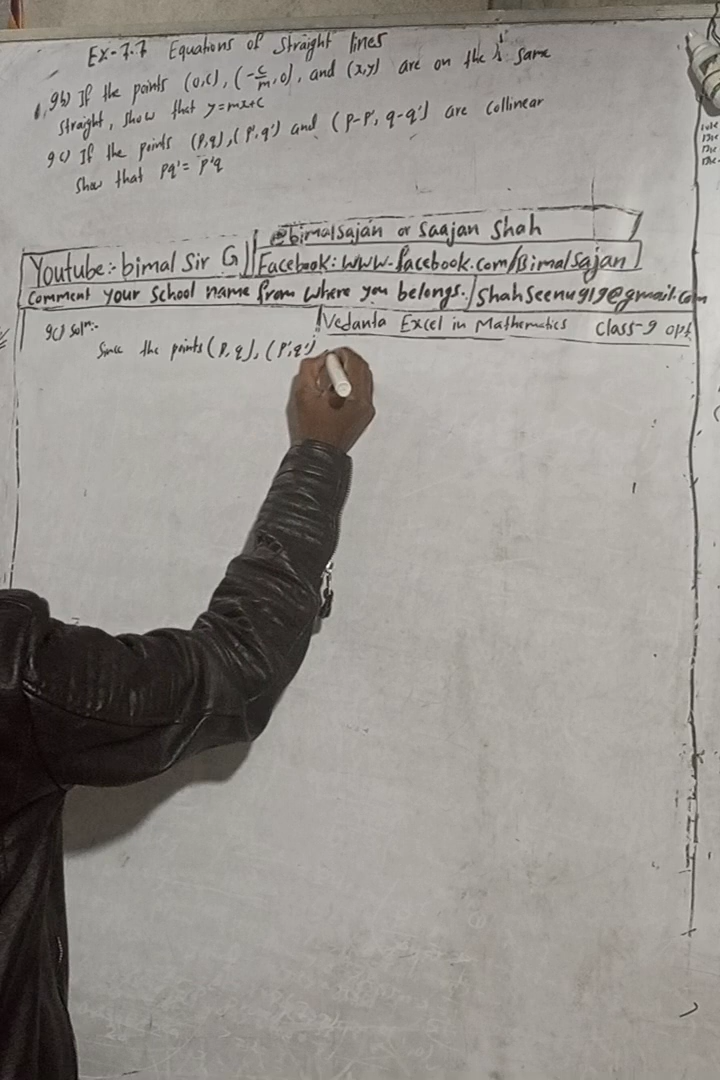 Ex-7.7 Equations of straight lines
9b) If the points (0,c), (-c/m, 0), and (x,y) are on the same
straight, show that y=mx+c
9c) If the points (p,q), (p',q') and (p-p', q-q') are collinear
Show that pq' = p'q
@bimalsajan or Saajan Shah
Youtube:- bimal Sir G
Facebook: www.facebook.com/Bimalsajan
Comment your School name from where you belongs. / Shahseenu919@gmail.com
Vedanta Excel in Mathematics Class-9 opt
9c) soln:-
Since the points (p,q), (p',q')